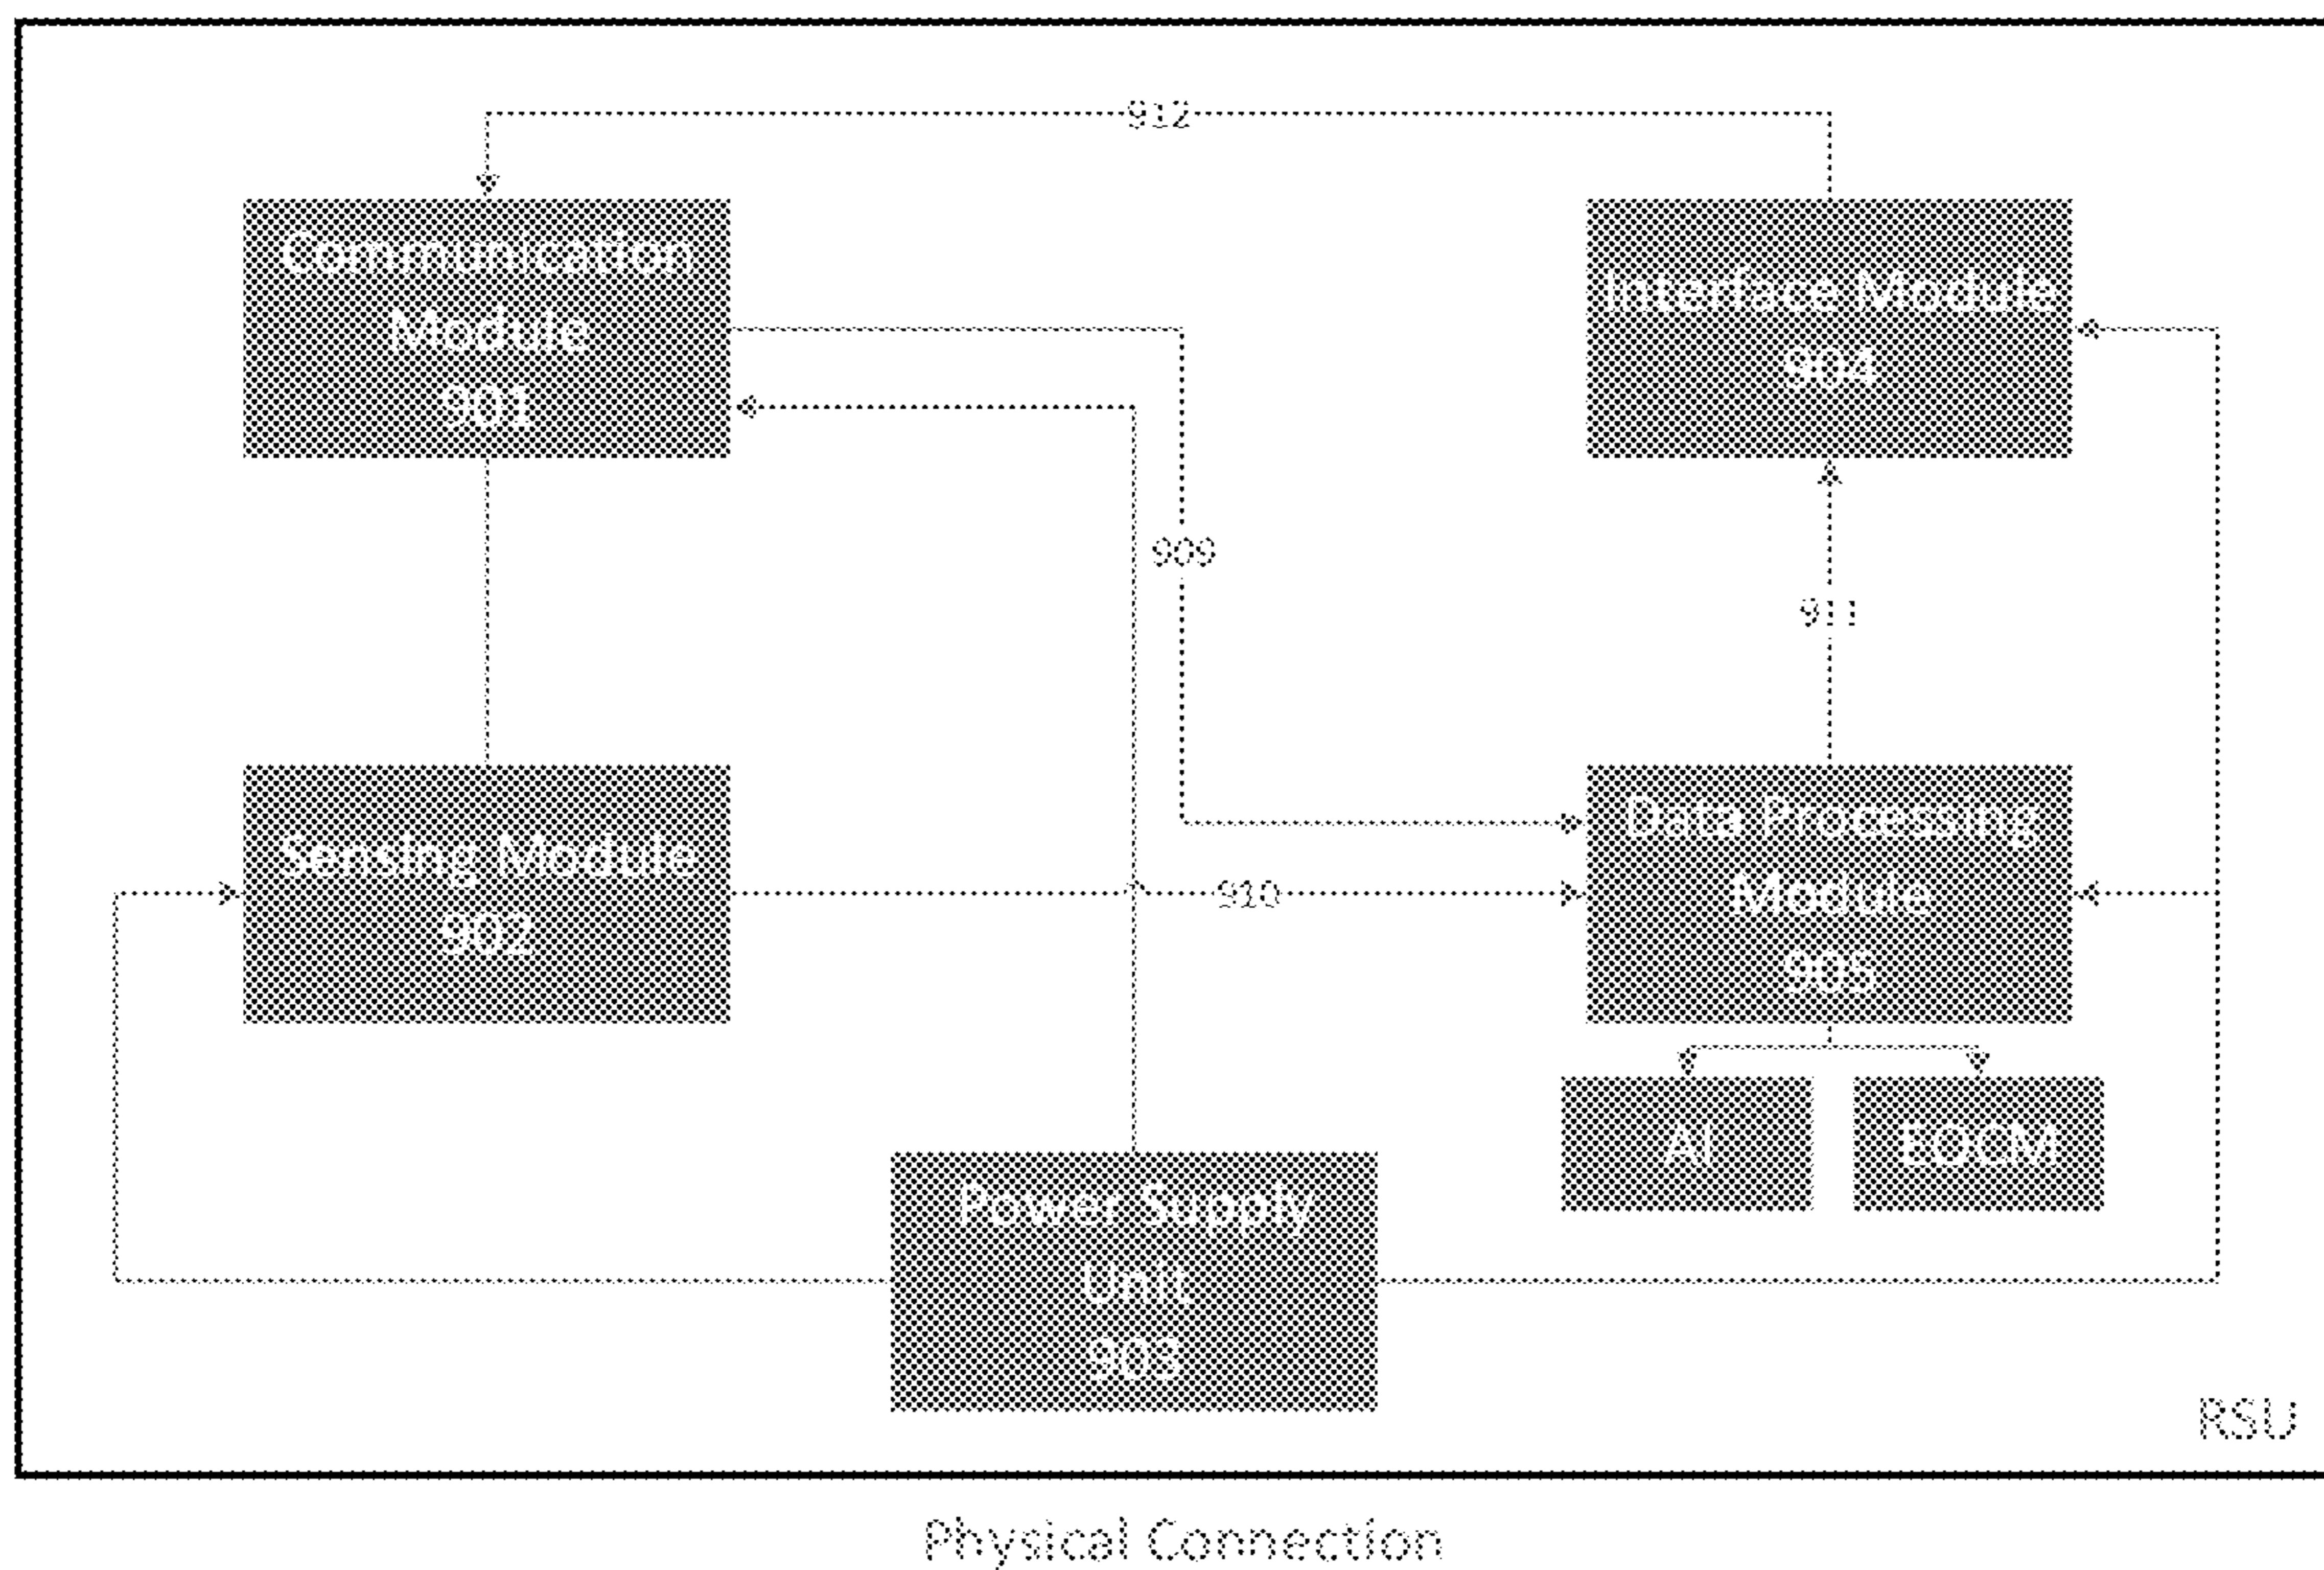 912
Communication
Module
901
Interface Module
904
909
911
Sensing Module
902
910
Data Processing
Module
905
AI
EOCM
Power Supply
Unit
903
RSU
Physical Connection